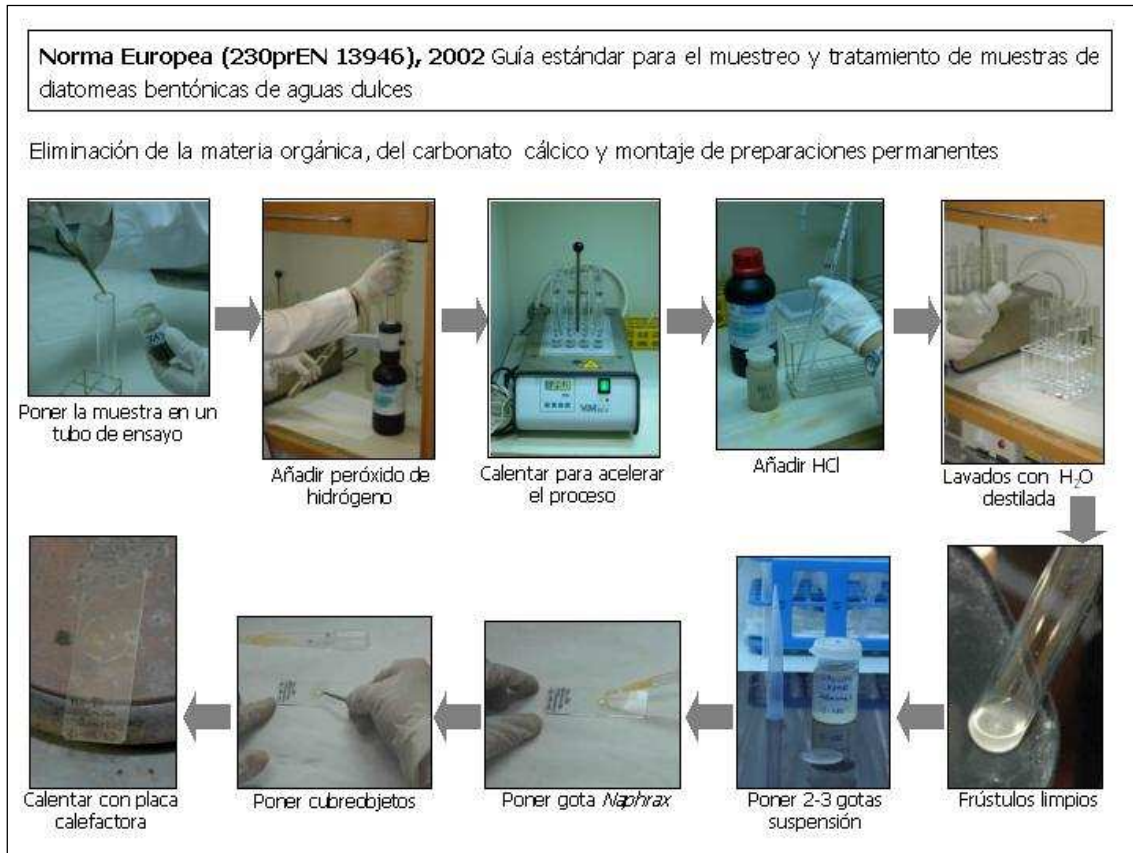 Norma Europea (230prEN 13946), 2002 Guía estándar para el muestreo y tratamiento de muestras de
diatomeas bentónicas de aguas dulces
Eliminación de la materia orgánica, del carbonato cálcico y montaje de preparaciones permanentes
Poner la muestra en un
tubo de ensayo
Añadir peróxido de
hidrógeno
Calentar para acelerar
el proceso
Añadir HCl
Lavados con H₂O
destilada
Calentar con placa
calefactora
Poner cubreobjetos
Poner gota Naphrax
Poner 2-3 gotas
suspensión
Frústulos limpios